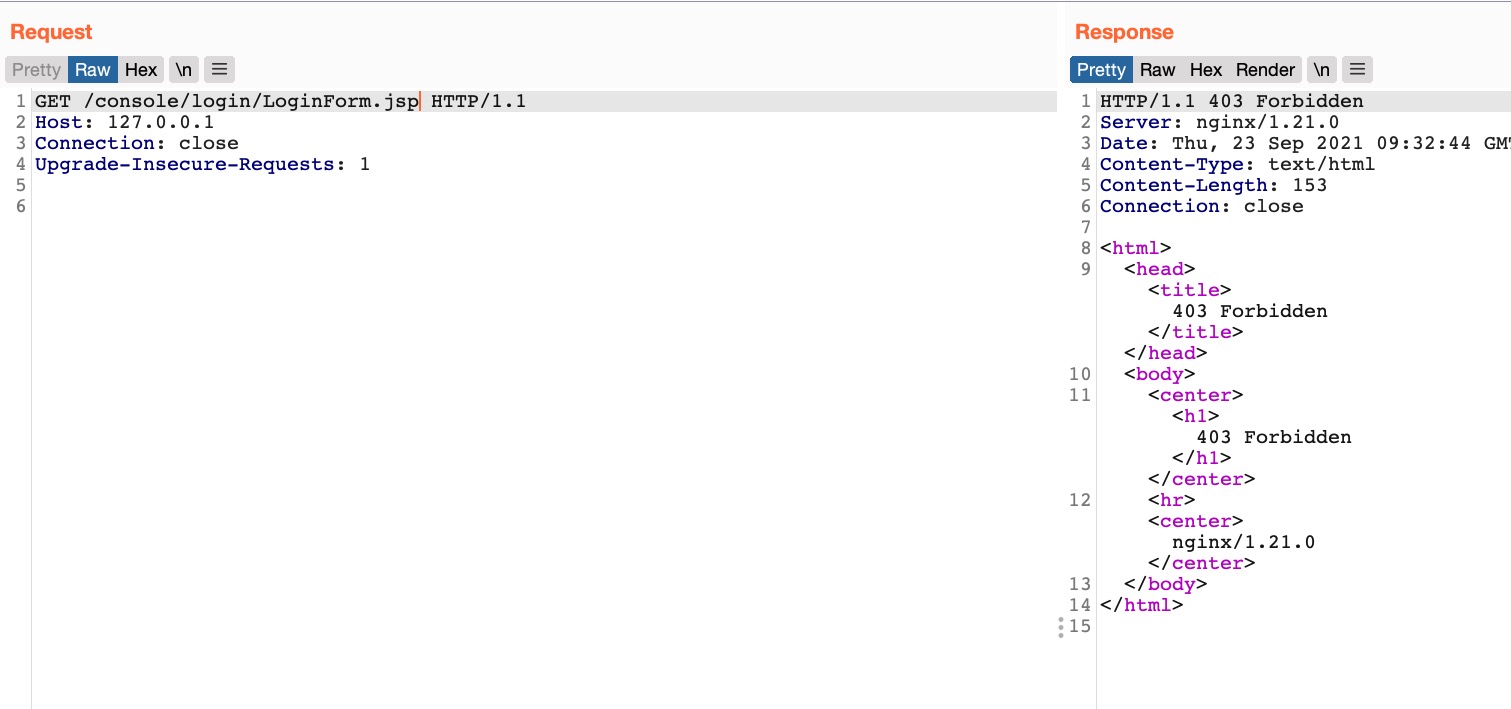 Request
Pretty Raw Hex \n
1 GET /console/login/LoginForm.jsp HTTP/1.1
2 Host: 127.0.0.1
3 Connection: close
4 Upgrade-Insecure-Requests: 1
5
6
Response
Pretty Raw Hex Render \n
1 HTTP/1.1 403 Forbidden
2 Server: nginx/1.21.0
3 Date: Thu, 23 Sep 2021 09:32:44 GM
4 Content-Type: text/html
5 Content-Length: 153
6 Connection: close
7
8 <html>
9 <head>
<title>
403 Forbidden
</title>
</head>
10 <body>
11 <center>
<h1>
403 Forbidden
</h1>
</center>
12 <hr>
<center>
nginx/1.21.0
</center>
13 </body>
14 </html>
15